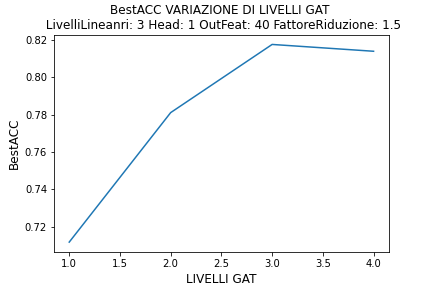 BestACC VARIAZIONE DI LIVELLI GAT
LivelliLineanri: 3 Head: 1 OutFeat: 40 FattoreRiduzione: 1.5
0.82
0.80
0.78
0.76
0.74
0.72
BestACC
1.0 1.5 2.0 2.5 3.0 3.5 4.0
LIVELLI GAT